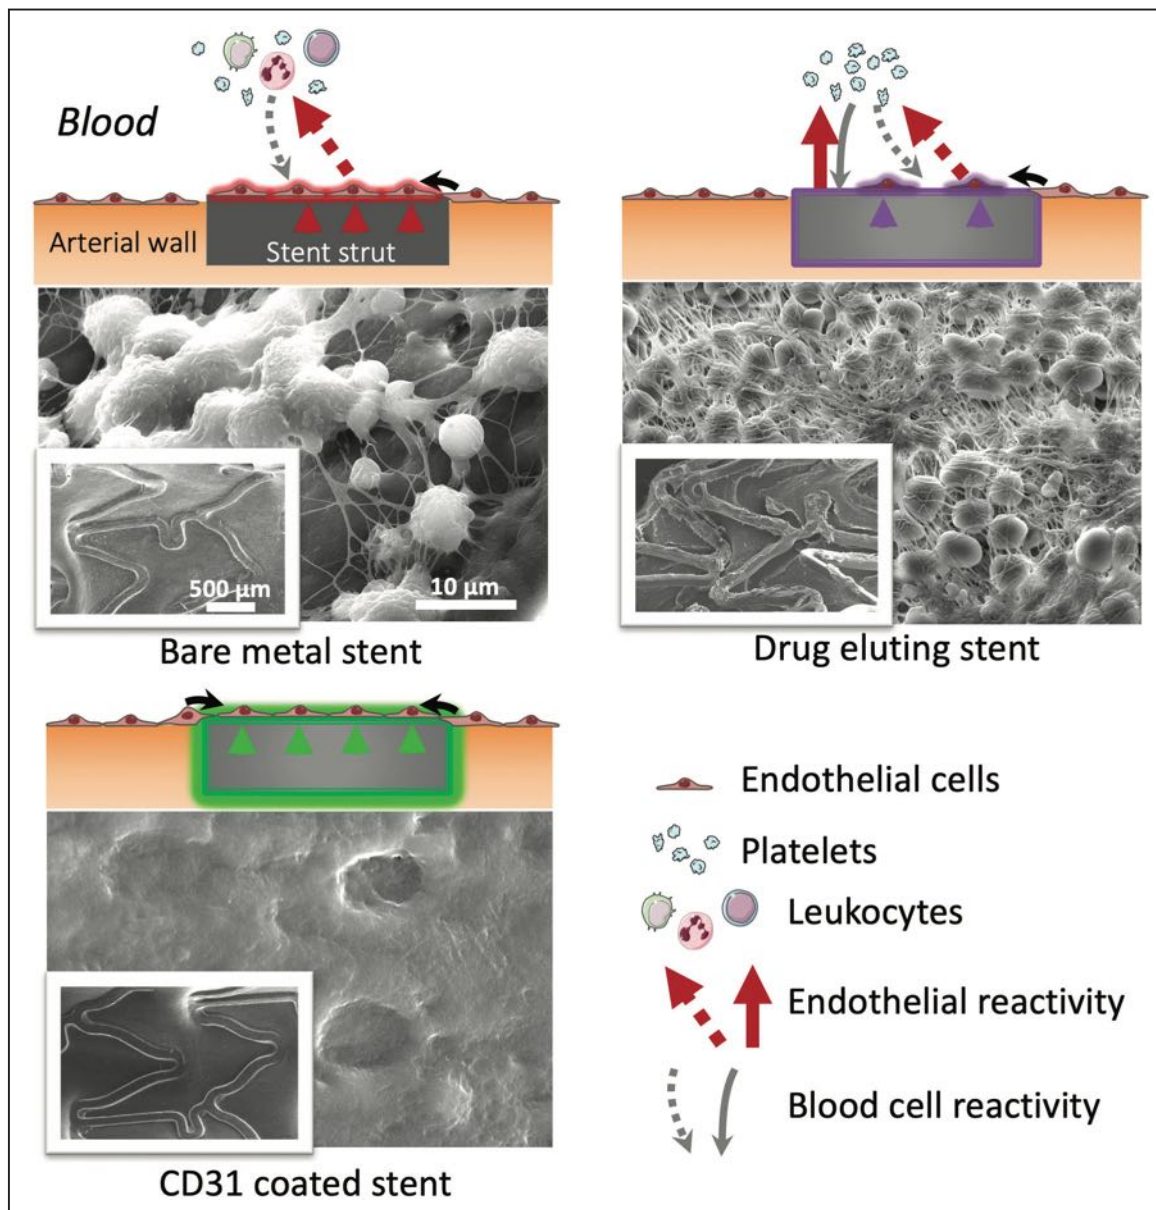 Blood
Arterial wall
Stent strut
500 µm
10 µm
Bare metal stent
Drug eluting stent
CD31 coated stent
Endothelial cells
Platelets
Leukocytes
Endothelial reactivity
Blood cell reactivity